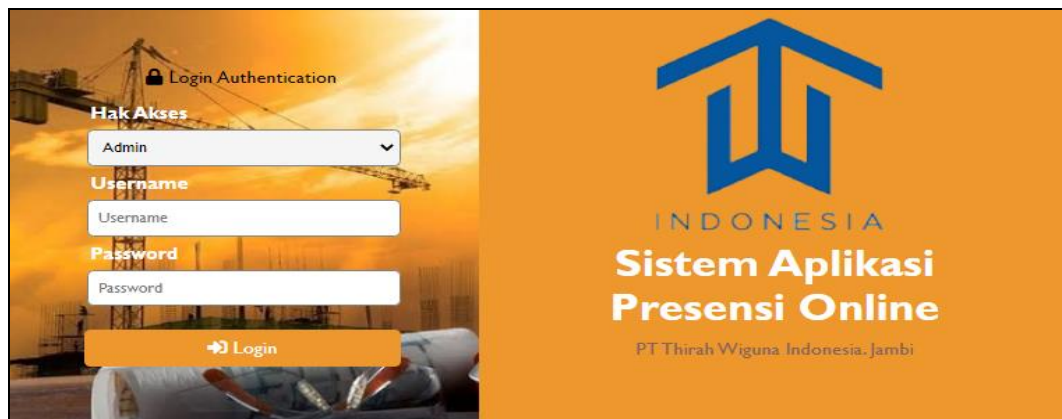 Login Authentication
Hak Akses
Admin
Username
Username
Password
Password
Login
INDONESIA
Sistem Aplikasi
Presensi Online
PT Thirah Wiguna Indonesia. Jambi